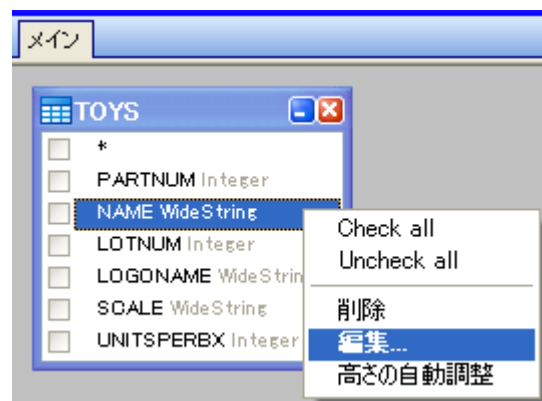 メイン
TOYS
*
PARTNUM Integer
NAME WideString
LOTNUM Integer
LOGONAME WideStrin
SCALE WideString
UNITSPERBX Integer
Check all
Uncheck all
削除
編集...
高さの自動調整